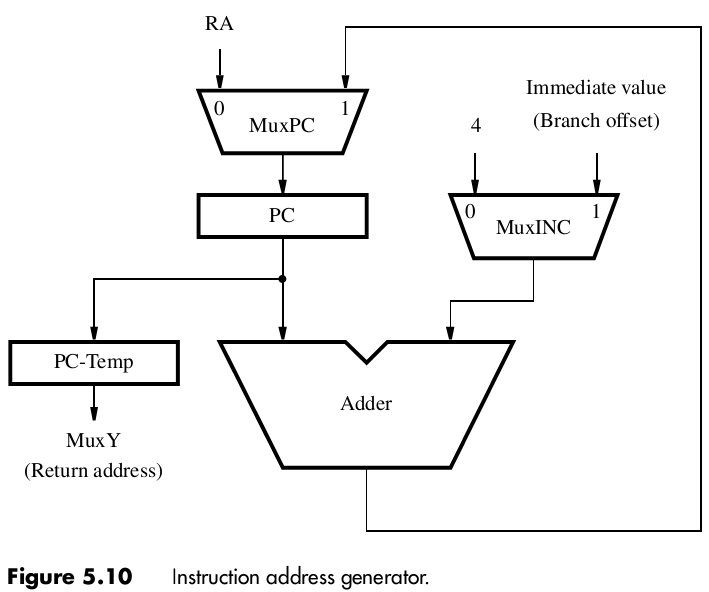 RA
0
1
MuxPC
Immediate value
(Branch offset)
4
PC
0
1
MuxINC
PC-Temp
Adder
MuxY
(Return address)
Figure 5.10 Instruction address generator.